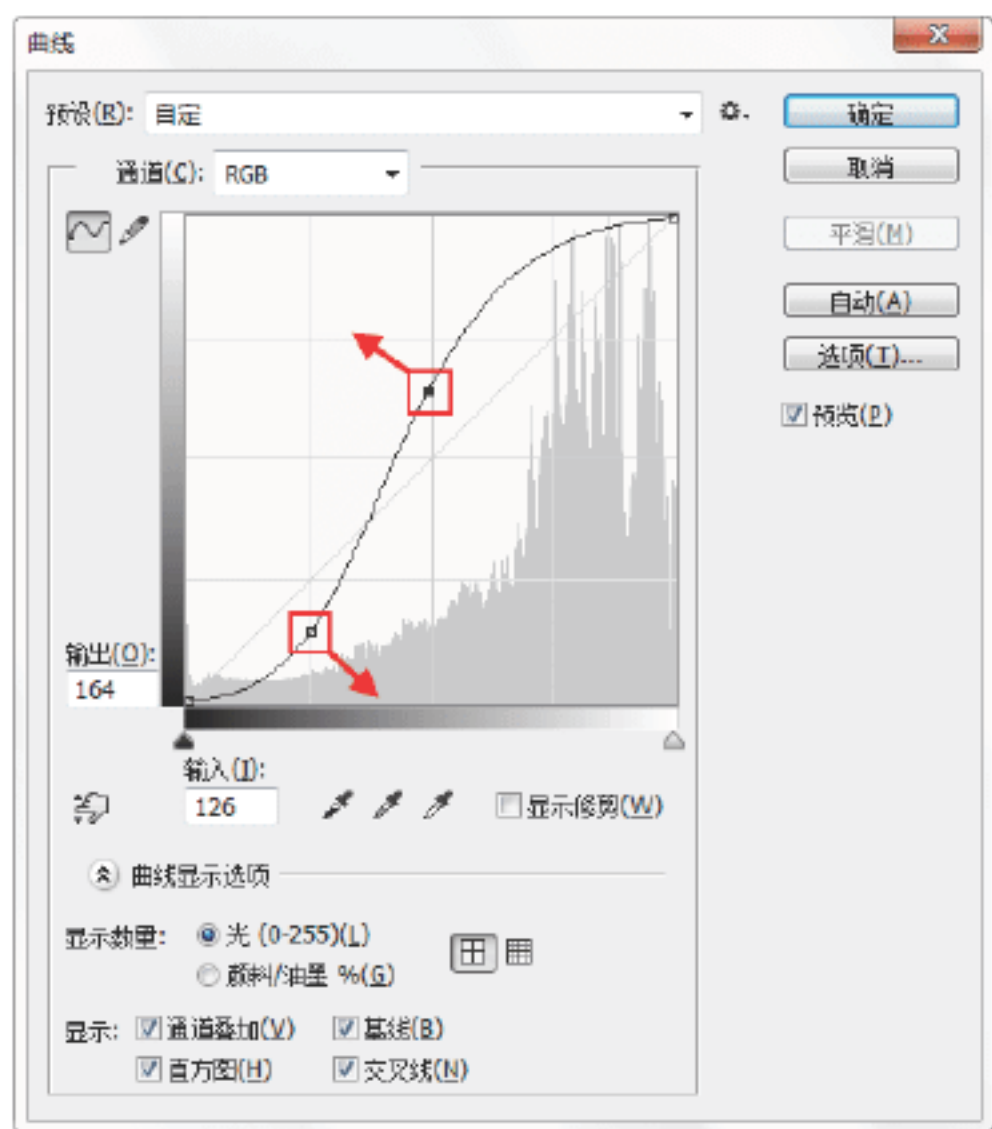 曲线
预设(R): 自定
确定
通道(C): RGB
取消
平滑(M)
自动(A)
选项(T)...
预览(P)
输出(O):
164
输入(I):
126
显示修剪(W)
曲线显示选项
显示数量: 光 (0-255)(L)
颜料/油墨 %(G)
显示: 通道叠加(V) 基线(B)
直方图(H) 交叉线(N)